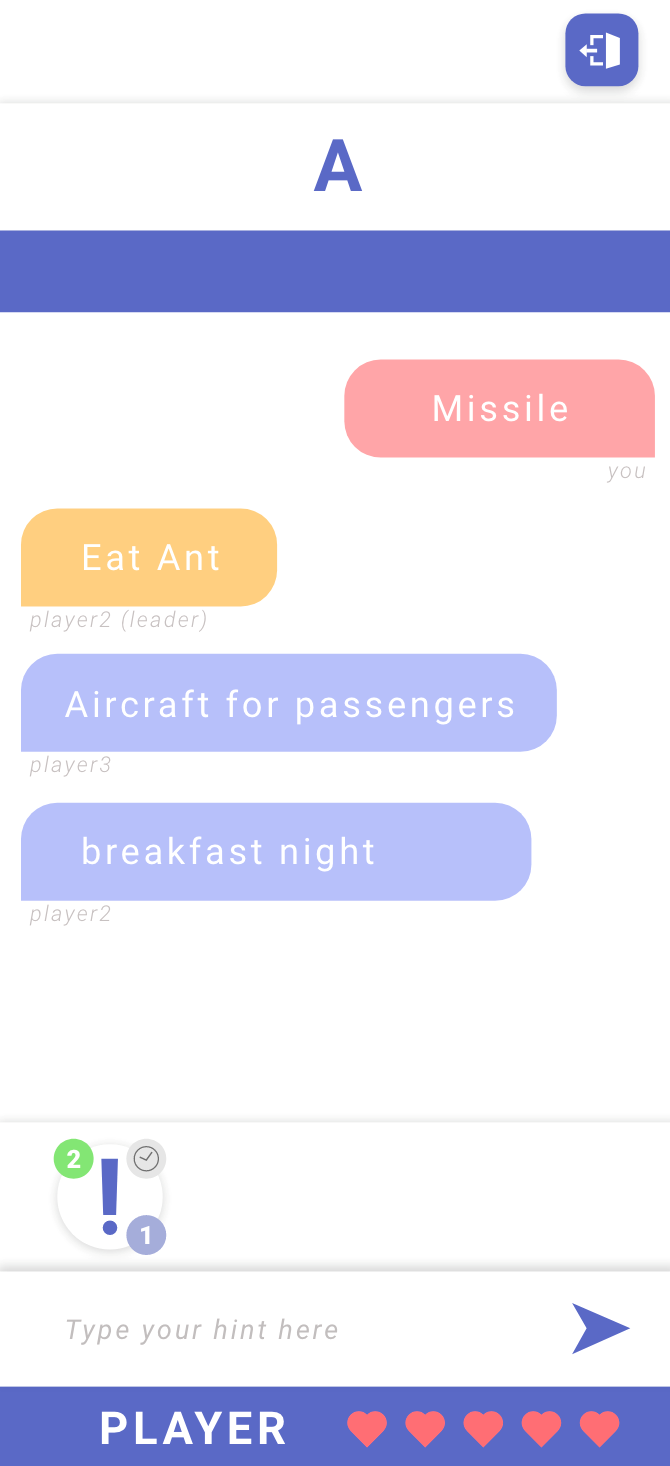 A
Missile
you
Eat Ant
player2 (leader)
Aircraft for passengers
player3
breakfast night
player2
2
1
Type your hint here
PLAYER